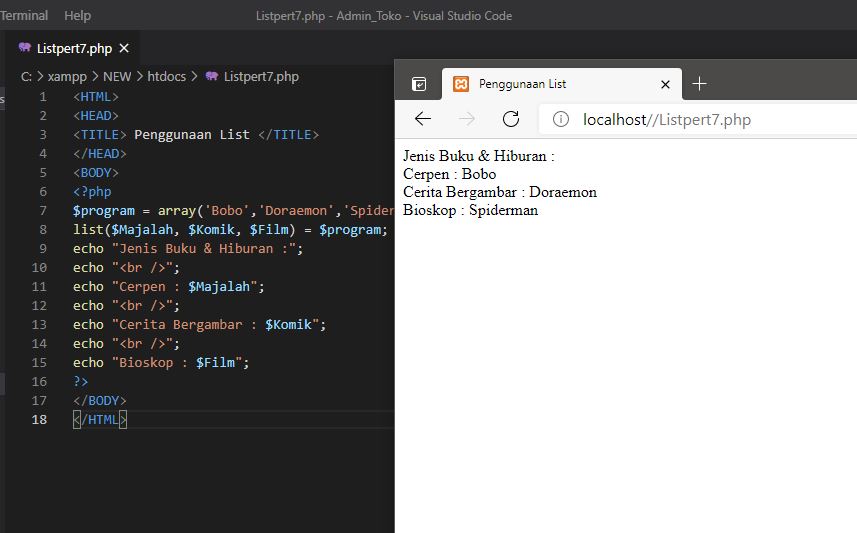 Terminal Help Listpert7.php - Admin_Toko - Visual Studio Code
Listpert7.php
C: > xampp > NEW > htdocs > Listpert7.php
1 <HTML>
2 <HEAD>
3 <TITLE> Penggunaan List </TITLE>
4 </HEAD>
5 <BODY>
6 <?php
7 $program = array('Bobo','Doraemon','Spider
8 list($Majalah, $Komik, $Film) = $program;
9 echo "Jenis Buku & Hiburan :";
10 echo "<br />";
11 echo "Cerpen : $Majalah";
12 echo "<br />";
13 echo "Cerita Bergambar : $Komik";
14 echo "<br />";
15 echo "Bioskop : $Film";
16 ?>
17 </BODY>
18 </HTML>
Penggunaan List
localhost//Listpert7.php
Jenis Buku & Hiburan :
Cerpen : Bobo
Cerita Bergambar : Doraemon
Bioskop : Spiderman